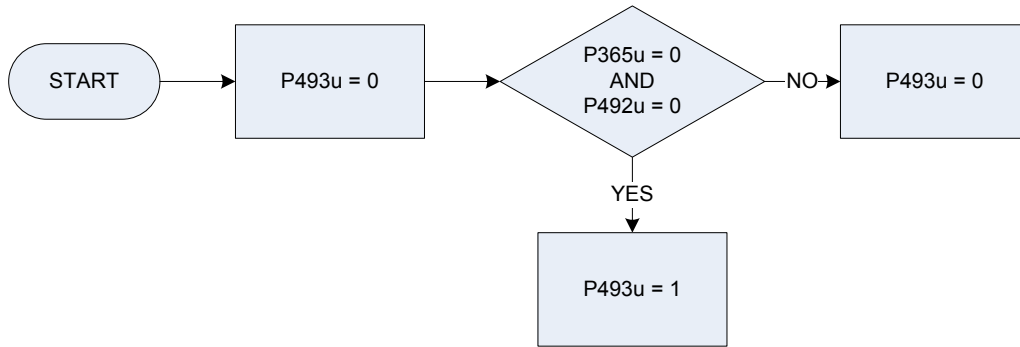 START
P493u = 0
P365u = 0
AND
P492u = 0
NO
P493u = 0
YES
P493u = 1